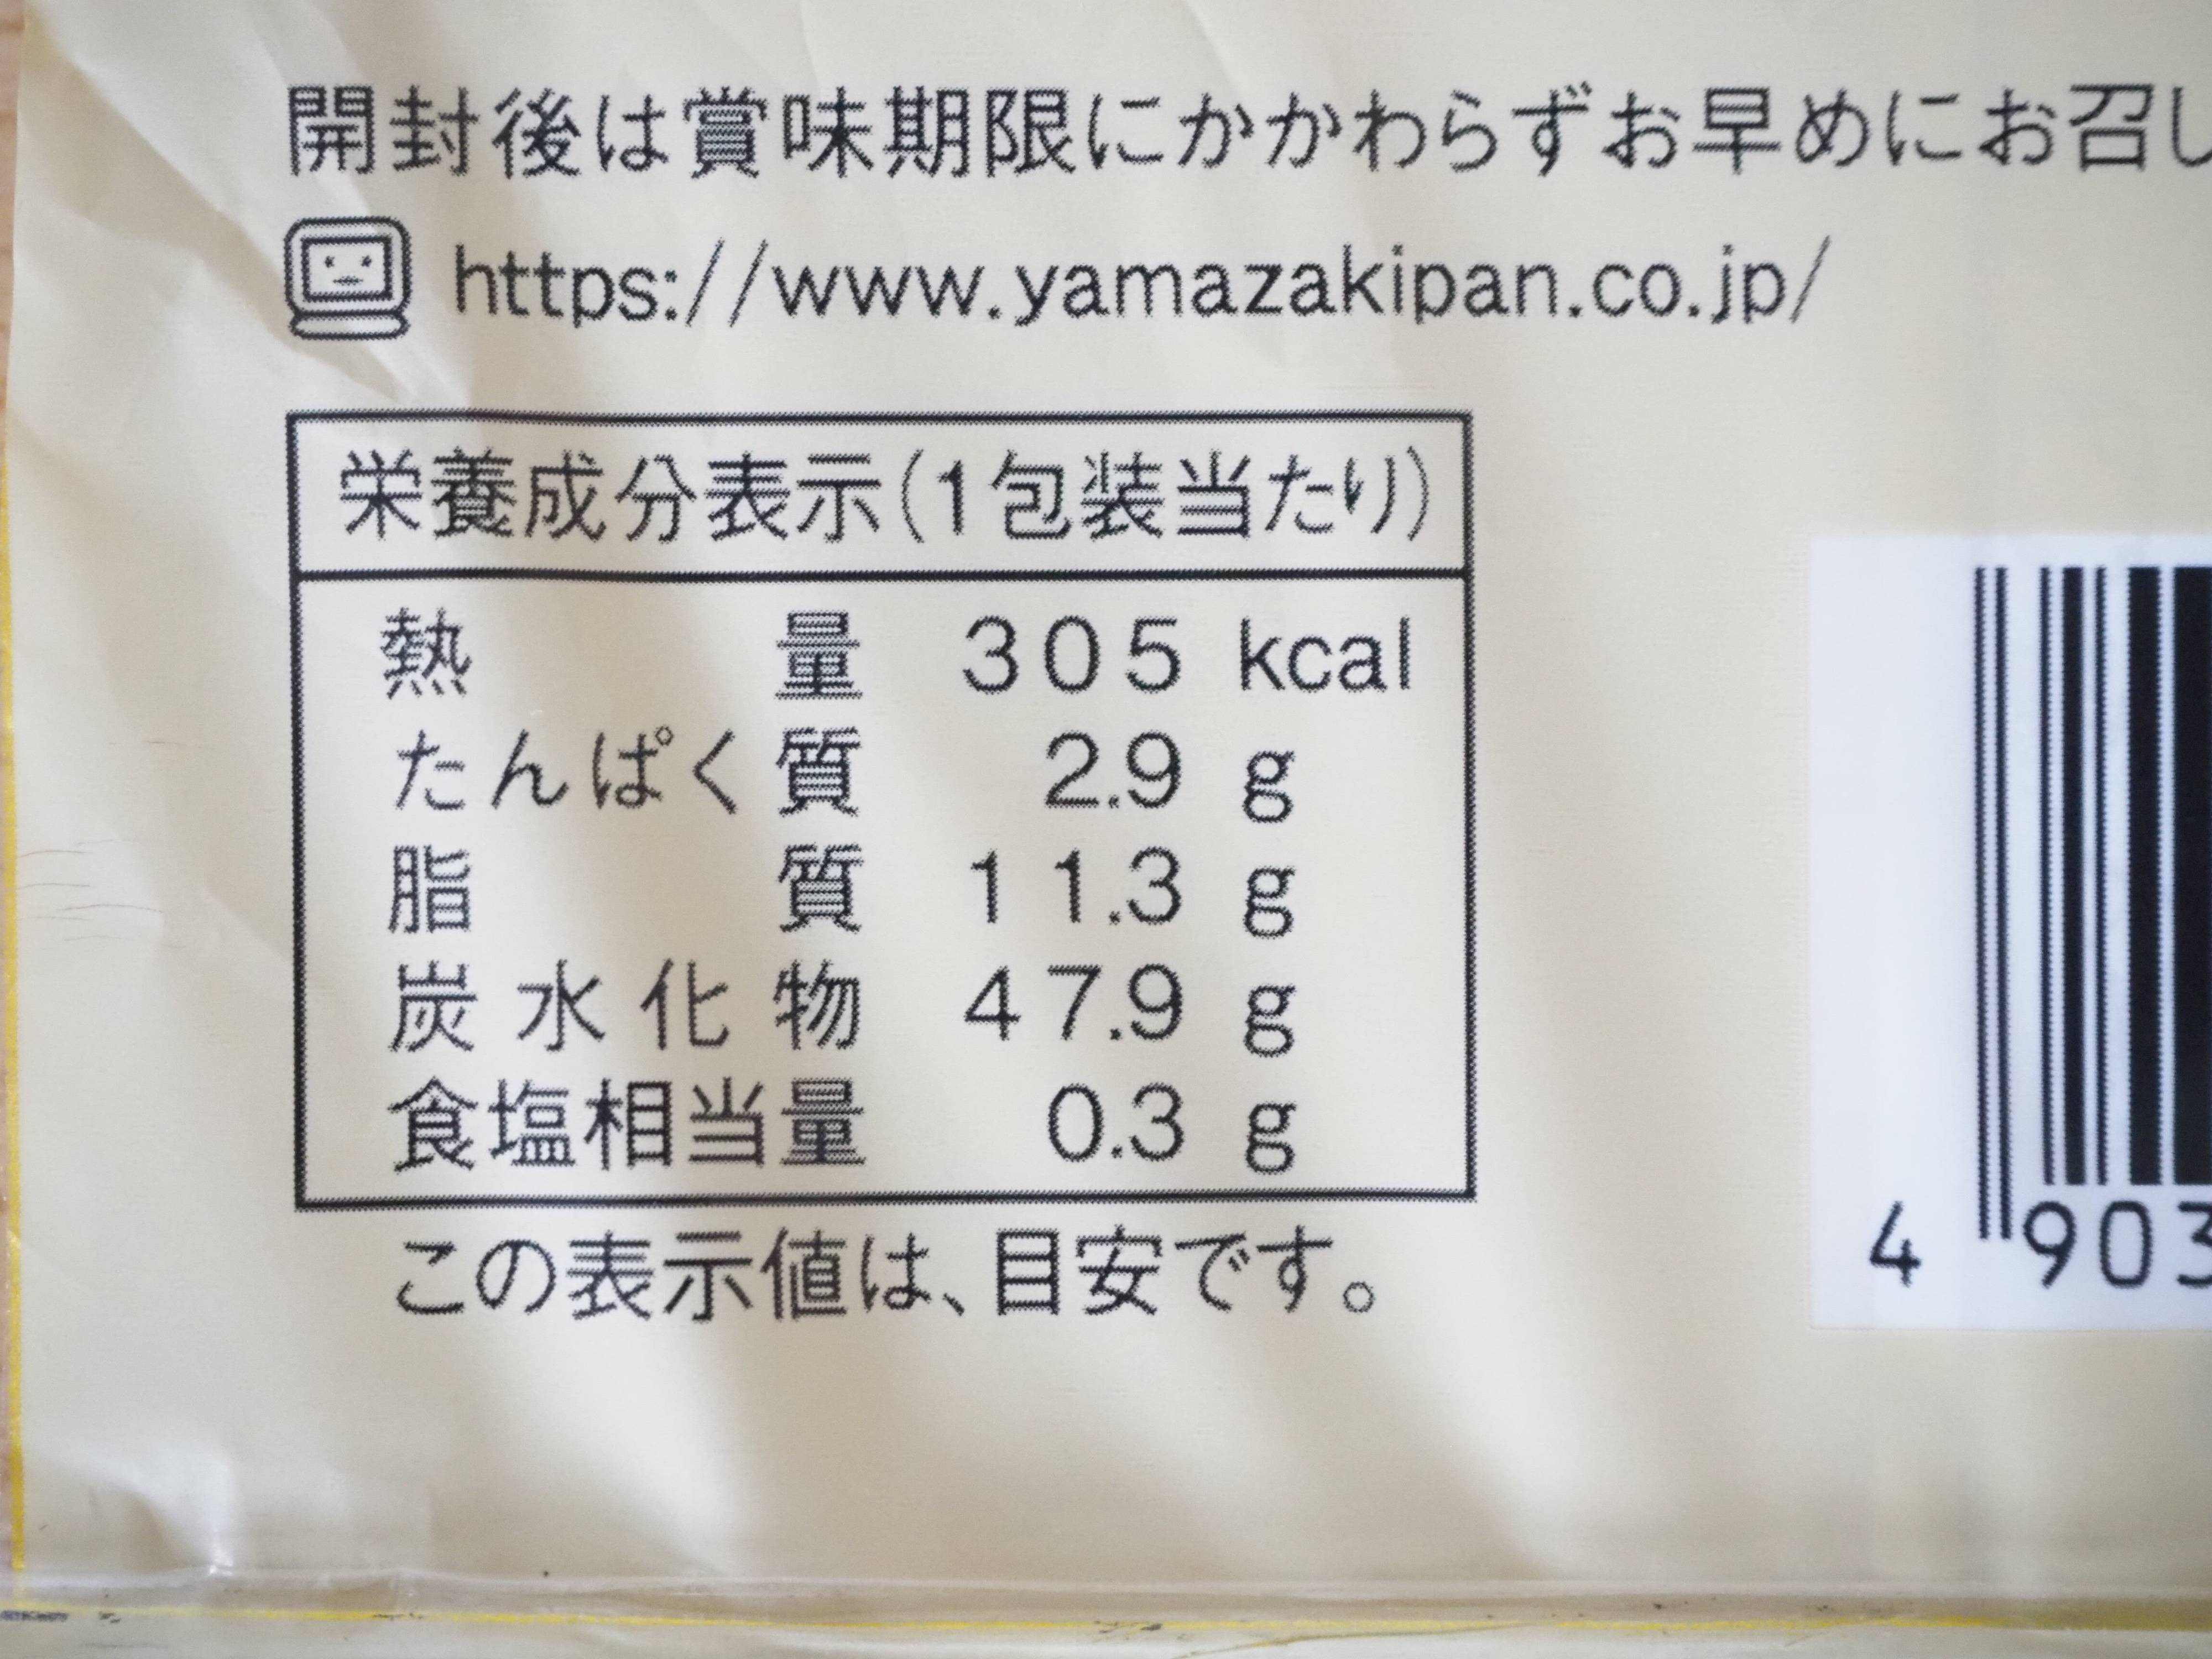 開封後は賞味期限にかかわらずお早めにお召し
https://www.yamazakipan.co.jp/
栄養成分表示(1包装当たり)
熱量 305 kcal
たんぱく質 2.9 g
脂質 11.3 g
炭水化物 47.9 g
食塩相当量 0.3 g
この表示値は、目安です。
4 903